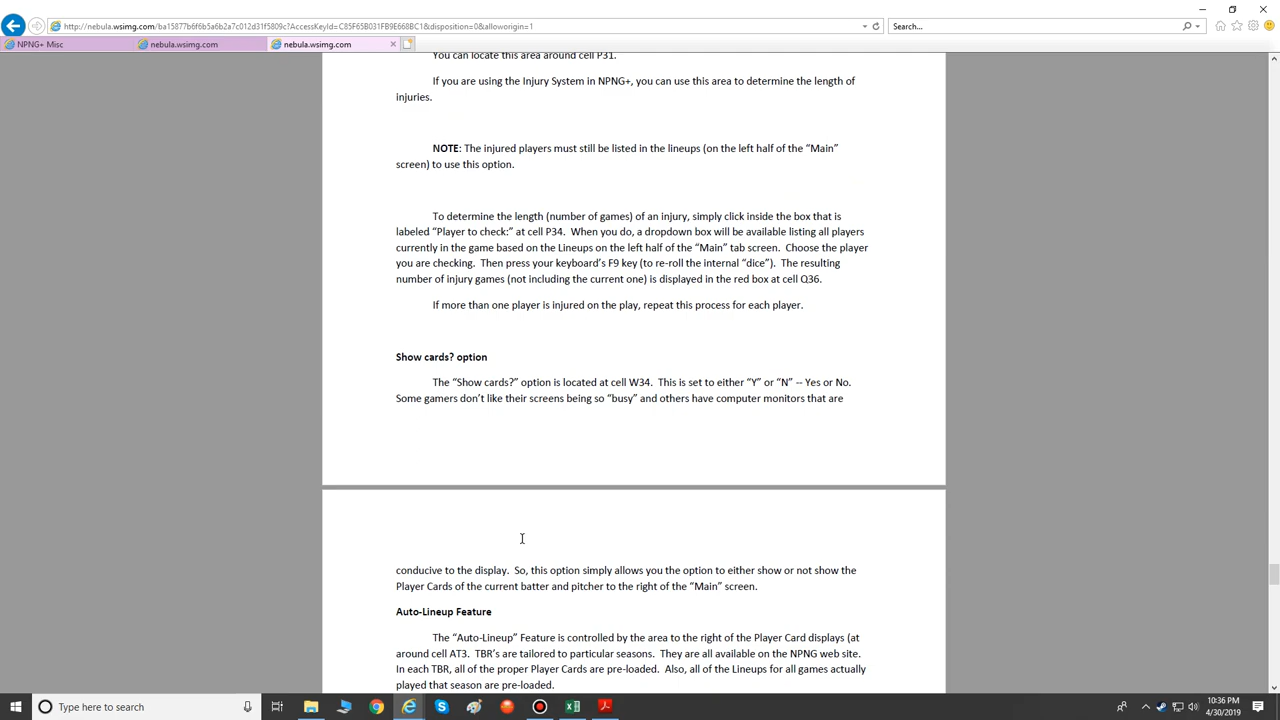 http://nebula.wsimg.com/ba15877b6f6b5a6b2a7c012d31f5809c?AccessKeyId=C85F65B031FB9E668BC1&disposition=0&alloworigin=1
Search...
NPNG+ Misc
nebula.wsimg.com
nebula.wsimg.com
You can locate this area around cell P31.
If you are using the Injury System in NPNG+, you can use this area to determine the length of
injuries.
NOTE: The injured players must still be listed in the lineups (on the left half of the “Main”
screen) to use this option.
To determine the length (number of games) of an injury, simply click inside the box that is
labeled “Player to check:” at cell P34. When you do, a dropdown box will be available listing all players
currently in the game based on the Lineups on the left half of the “Main” tab screen. Choose the player
you are checking. Then press your keyboard’s F9 key (to re-roll the internal “dice”). The resulting
number of injury games (not including the current one) is displayed in the red box at cell Q36.
If more than one player is injured on the play, repeat this process for each player.
Show cards? option
The “Show cards?” option is located at cell W34. This is set to either “Y” or “N” -- Yes or No.
Some gamers don’t like their screens being so “busy” and others have computer monitors that are
conducive to the display. So, this option simply allows you the option to either show or not show the
Player Cards of the current batter and pitcher to the right of the “Main” screen.
Auto-Lineup Feature
The “Auto-Lineup” Feature is controlled by the area to the right of the Player Card displays (at
around cell AT3. TBR’s are tailored to particular seasons. They are all available on the NPNG web site.
In each TBR, all of the proper Player Cards are pre-loaded. Also, all of the Lineups for all games actually
played that season are pre-loaded.
Type here to search
10:36 PM
4/30/2019